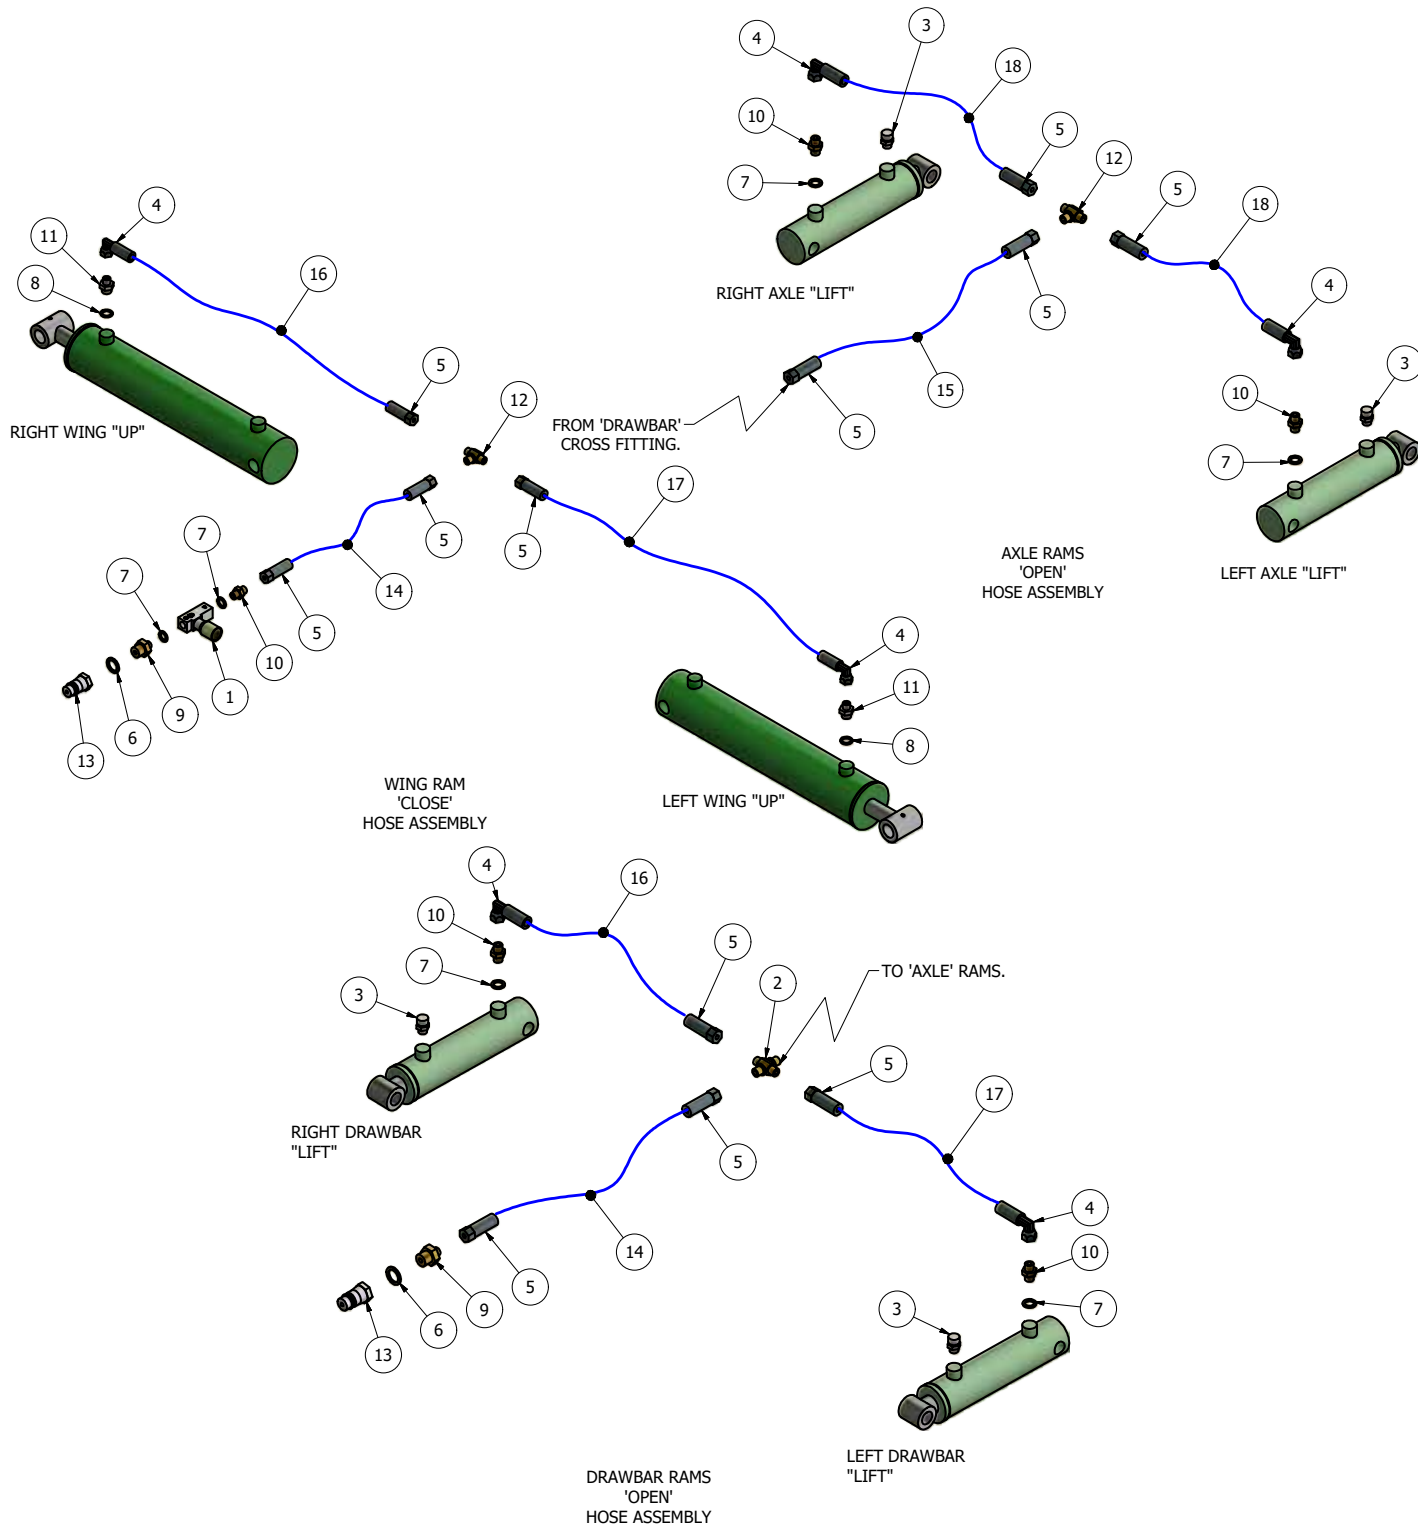 4
3
18
10
5
12
7
5
18
4
11
16
8
RIGHT AXLE "LIFT"
5
4
3
5
15
10
RIGHT WING "UP"
12
FROM 'DRAWBAR'
CROSS FITTING.
5
7
17
5
5
7
7
14
AXLE RAMS
'OPEN'
HOSE ASSEMBLY
LEFT AXLE "LIFT"
5
10
4
1
9
6
13
11
8
WING RAM
'CLOSE'
HOSE ASSEMBLY
LEFT WING "UP"
4
16
10
5
7
3
2
TO 'AXLE' RAMS.
5
17
RIGHT DRAWBAR
"LIFT"
5
4
14
10
5
9
6
13
3
7
LEFT DRAWBAR
"LIFT"
DRAWBAR RAMS
'OPEN'
HOSE ASSEMBLY